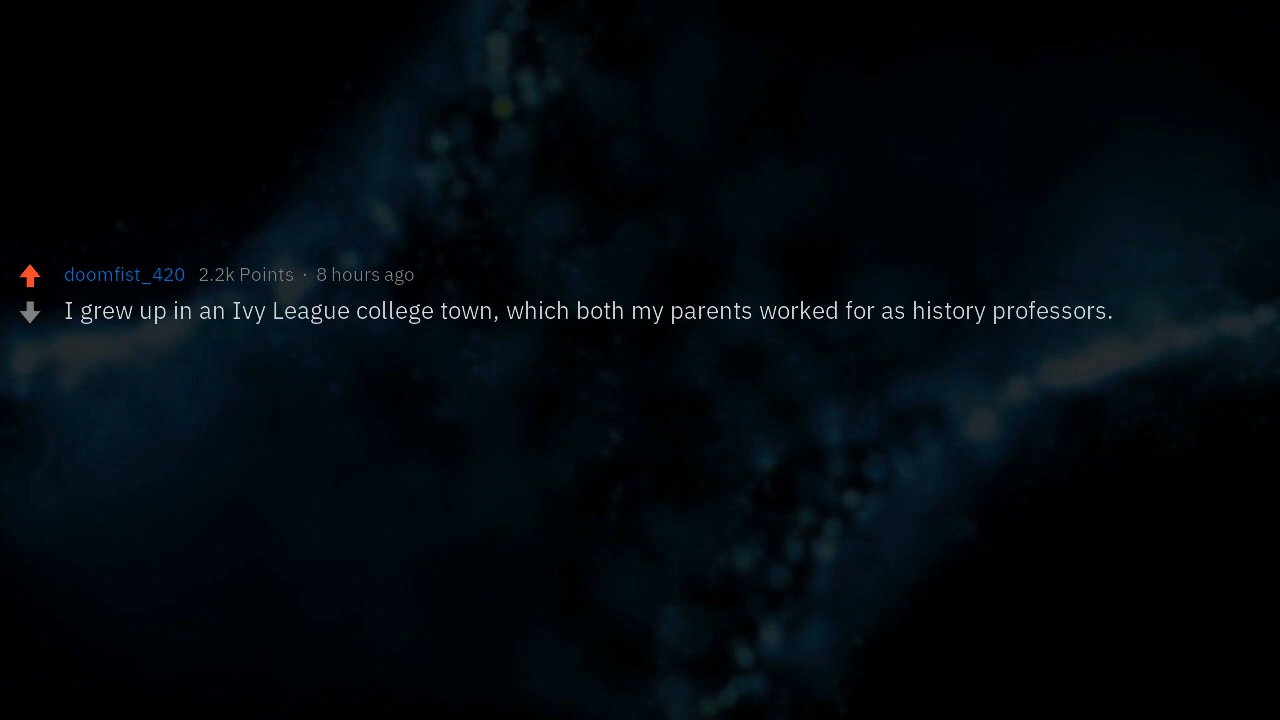 doomfist_420 2.2k Points · 8 hours ago
I grew up in an Ivy League college town, which both my parents worked for as history professors.